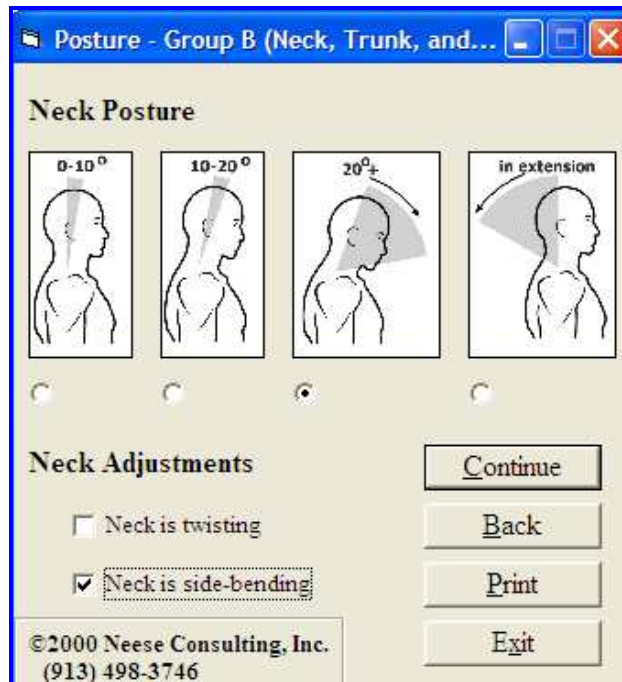 Posture - Group B (Neck, Trunk, and...
Neck Posture
0-10°
10-20°
20°+
in extension
Neck Adjustments
Neck is twisting
Neck is side-bending
Continue
Back
Print
Exit
©2000 Neese Consulting, Inc.
(913) 498-3746